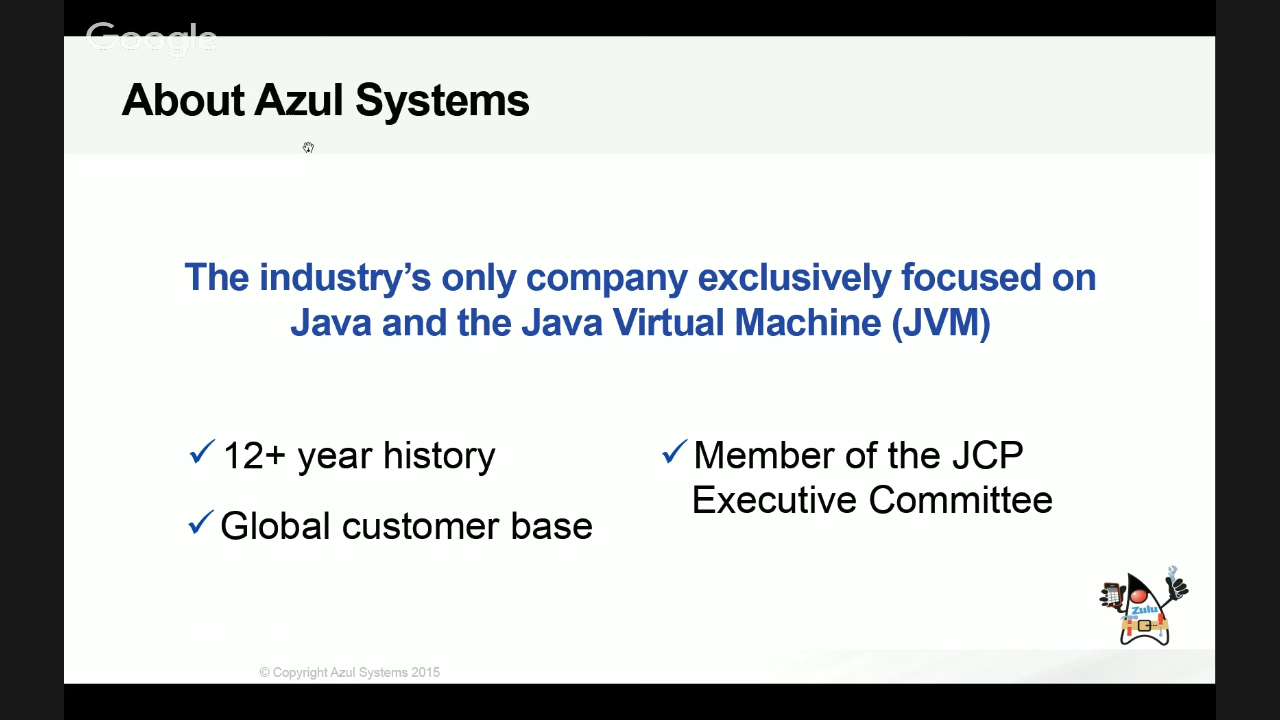 Google
About Azul Systems
The industry's only company exclusively focused on
Java and the Java Virtual Machine (JVM)
✓ 12+ year history
✓ Global customer base
✓ Member of the JCP
Executive Committee
Zulu
© Copyright Azul Systems 2015